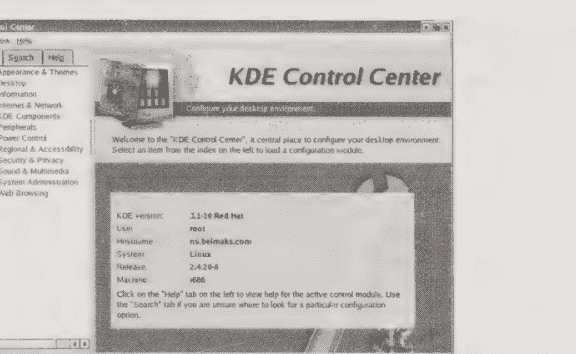 ol Center
ew Help
Search Help
Appearance & Themes
Desktop
Information
Internet & Network
KDE Components
Peripherals
Power Control
Regional & Accessibility
Security & Privacy
Sound & Multimedia
System Administration
Web Browsing
KDE Control Center
Configure your desktop environment.
Welcome to the "KDE Control Center", a central place to configure your desktop environment.
Select an item from the index on the left to load a configuration module.
KDE version: 3.1-10 Red Hat
User: root
Hostname: ns.belmaks.com
System: Linux
Release: 2.4.20-8
Machine: i686
Click on the "Help" tab on the left to view help for the active control module. Use
the "Search" tab if you are unsure where to look for a particular configuration
option.